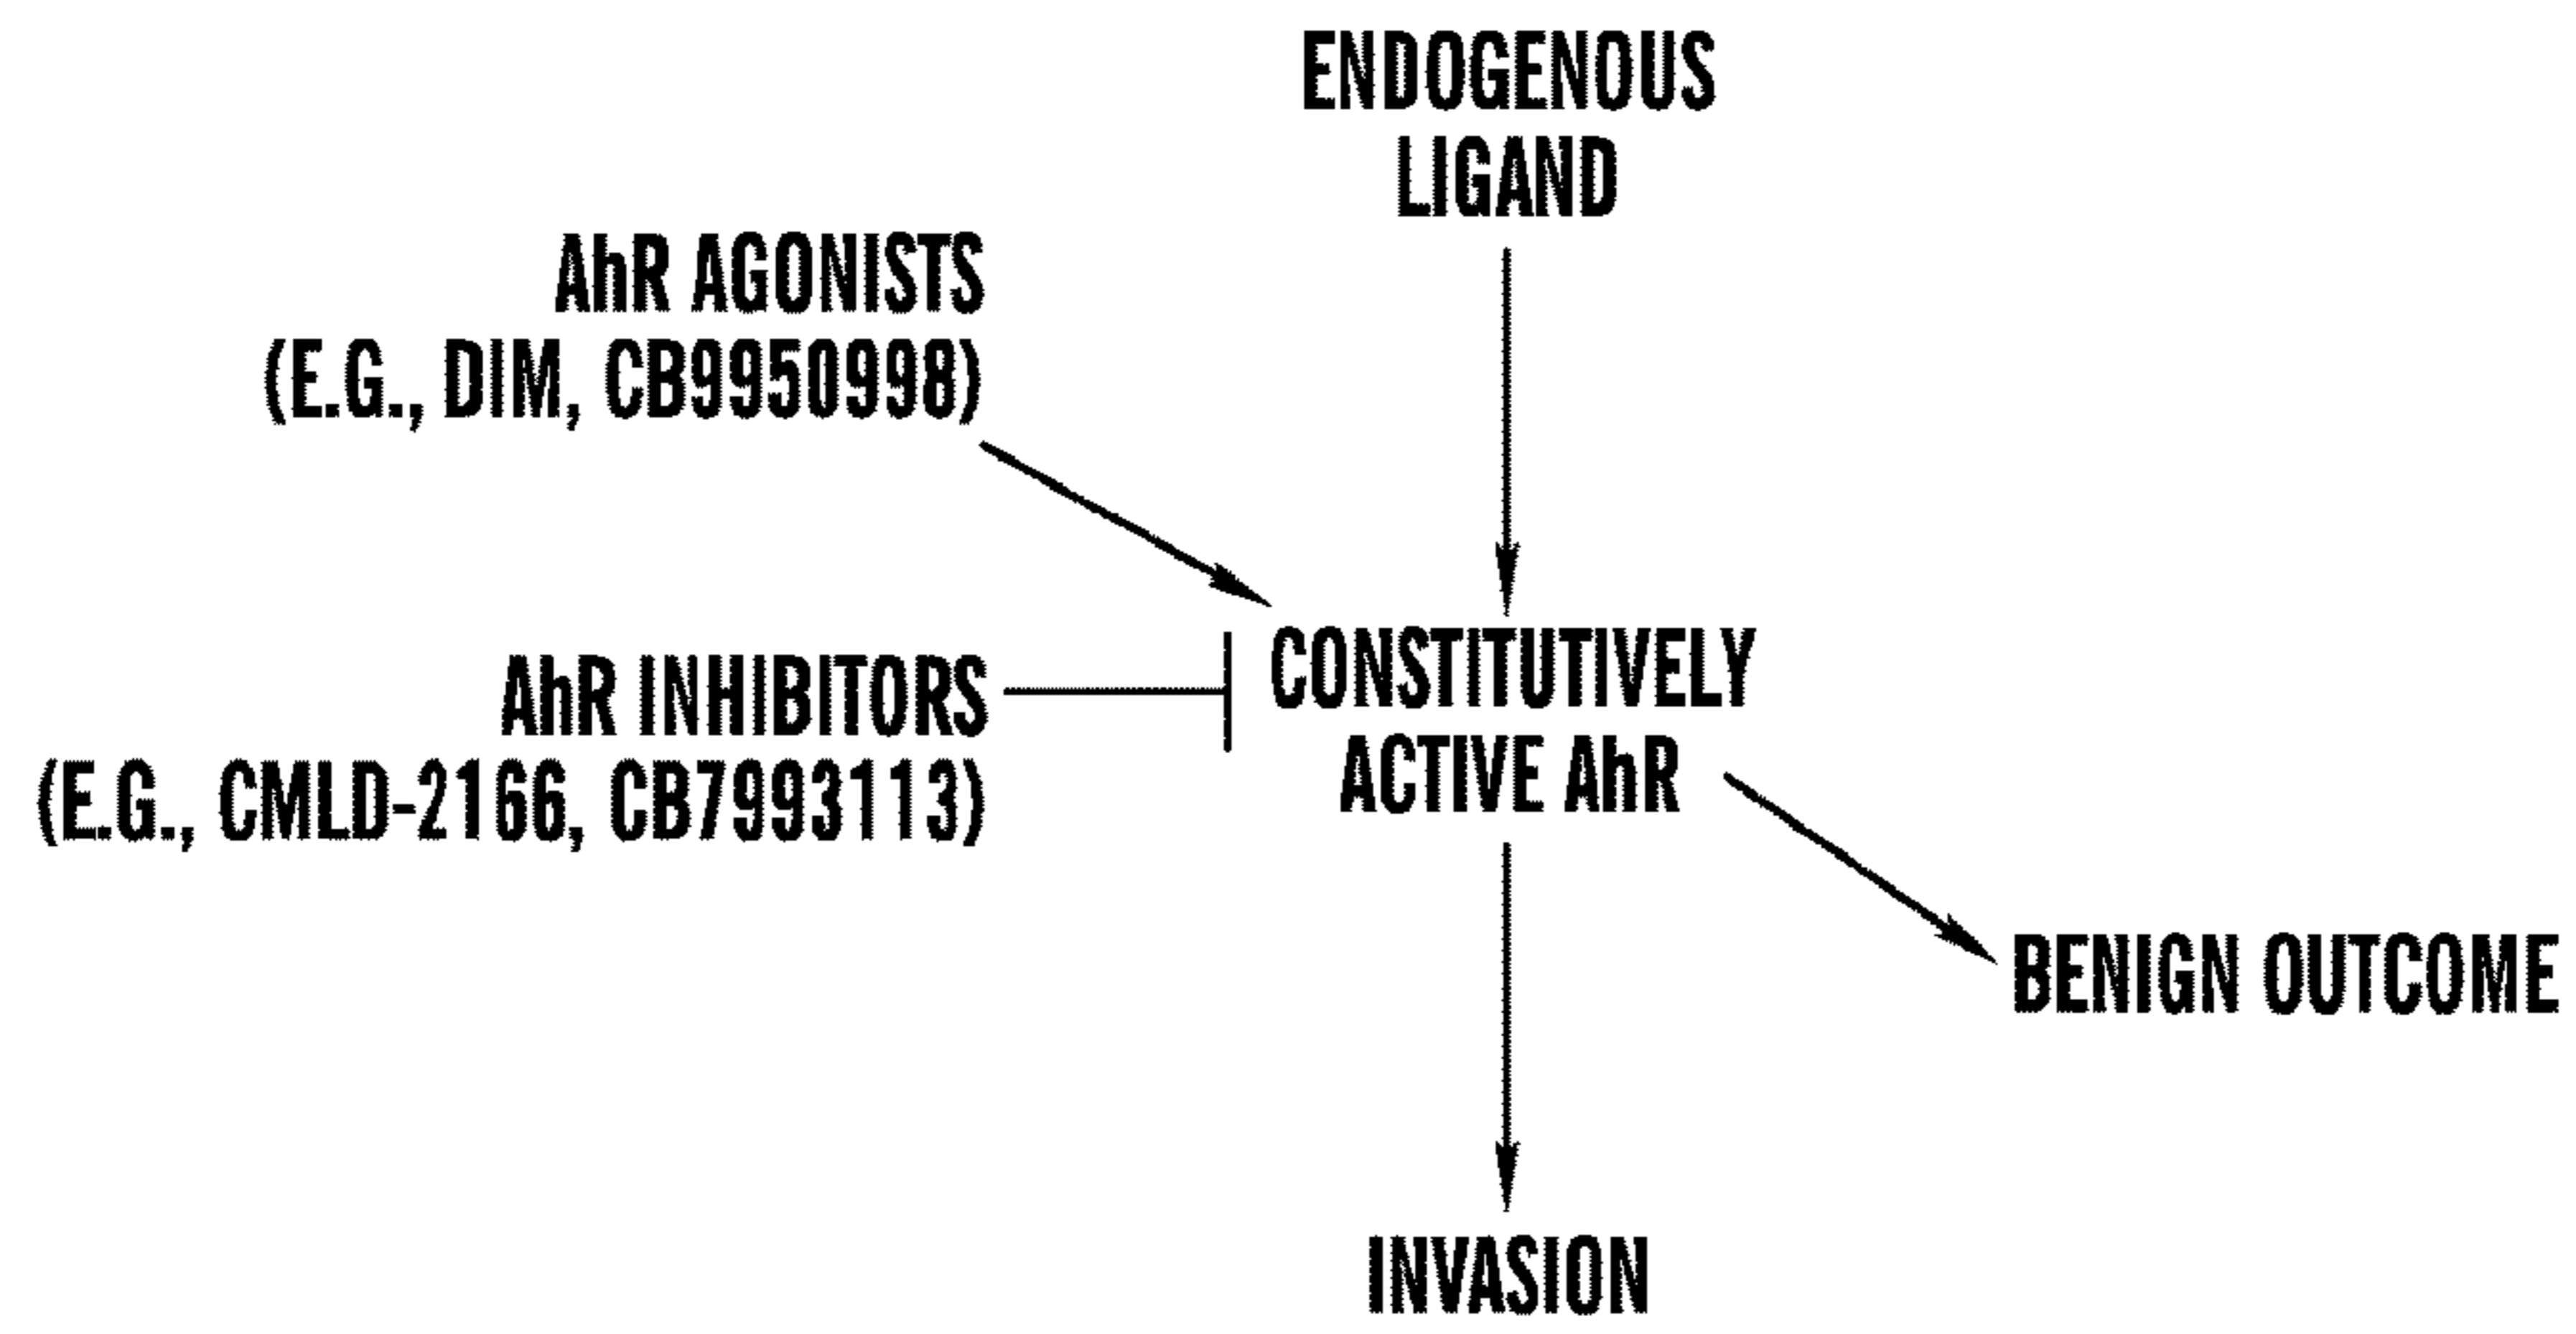 ENDOGENOUS
LIGAND
AhR AGONISTS
(E.G., DIM, CB9950998)
AhR INHIBITORS
(E.G., CMLD-2166, CB7993113)
CONSTITUTIVELY
ACTIVE AhR
BENIGN OUTCOME
INVASION